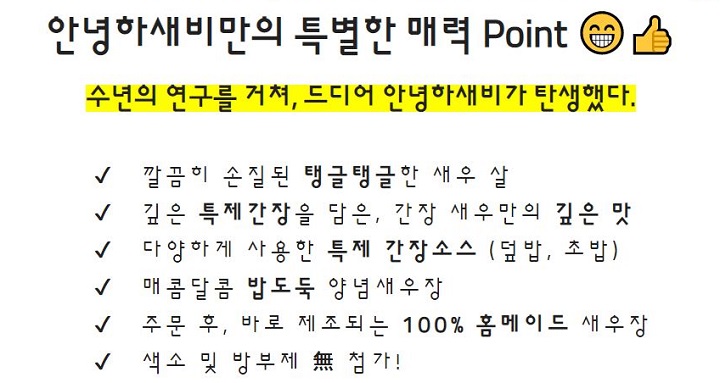 안녕하새비만의 특별한 매력 Point 😁👍
수년의 연구를 거쳐, 드디어 안녕하새비가 탄생했다.
✓ 깔끔히 손질된 탱글탱글한 새우 살
✓ 깊은 특제간장을 담은, 간장 새우만의 깊은 맛
✓ 다양하게 사용한 특제 간장소스 (덮밥, 초밥)
✓ 매콤달콤 밥도둑 양념새우장
✓ 주문 후, 바로 제조되는 100% 홈메이드 새우장
✓ 색소 및 방부제 無 첨가!